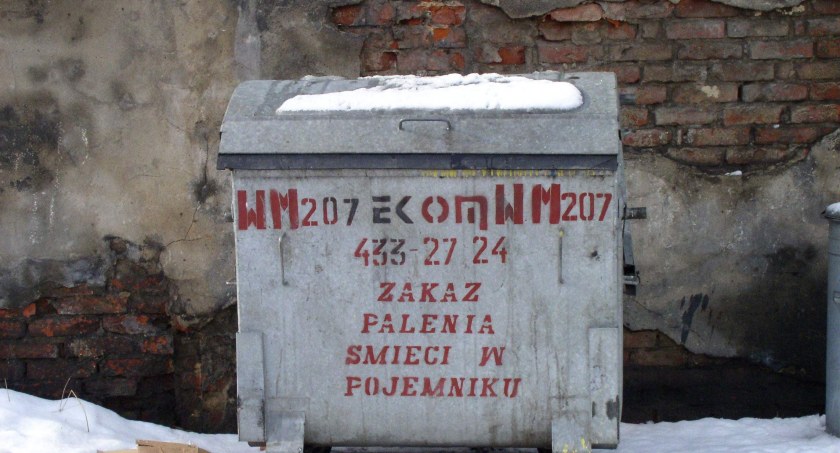 WM207 EKOM WM207
433-27 24
ZAKAZ
PALENIA
SMIECI W
POJEMNIKU